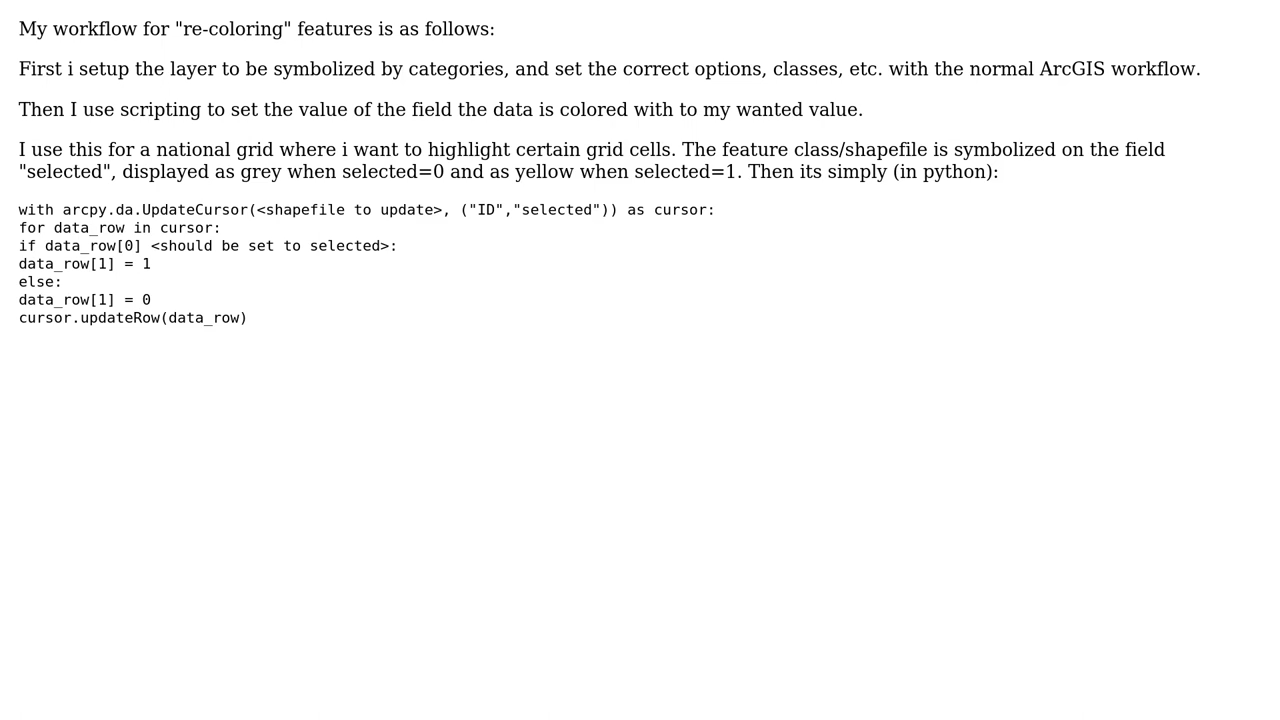 My workflow for "re-coloring" features is as follows:
First i setup the layer to be symbolized by categories, and set the correct options, classes, etc. with the normal ArcGIS workflow.
Then I use scripting to set the value of the field the data is colored with to my wanted value.
I use this for a national grid where i want to highlight certain grid cells. The feature class/shapefile is symbolized on the field
"selected", displayed as grey when selected=0 and as yellow when selected=1. Then its simply (in python):
with arcpy.da.UpdateCursor(<shapefile to update>, ("ID","selected")) as cursor:
for data_row in cursor:
if data_row[0] <should be set to selected>:
data_row[1] = 1
else:
data_row[1] = 0
cursor.updateRow(data_row)